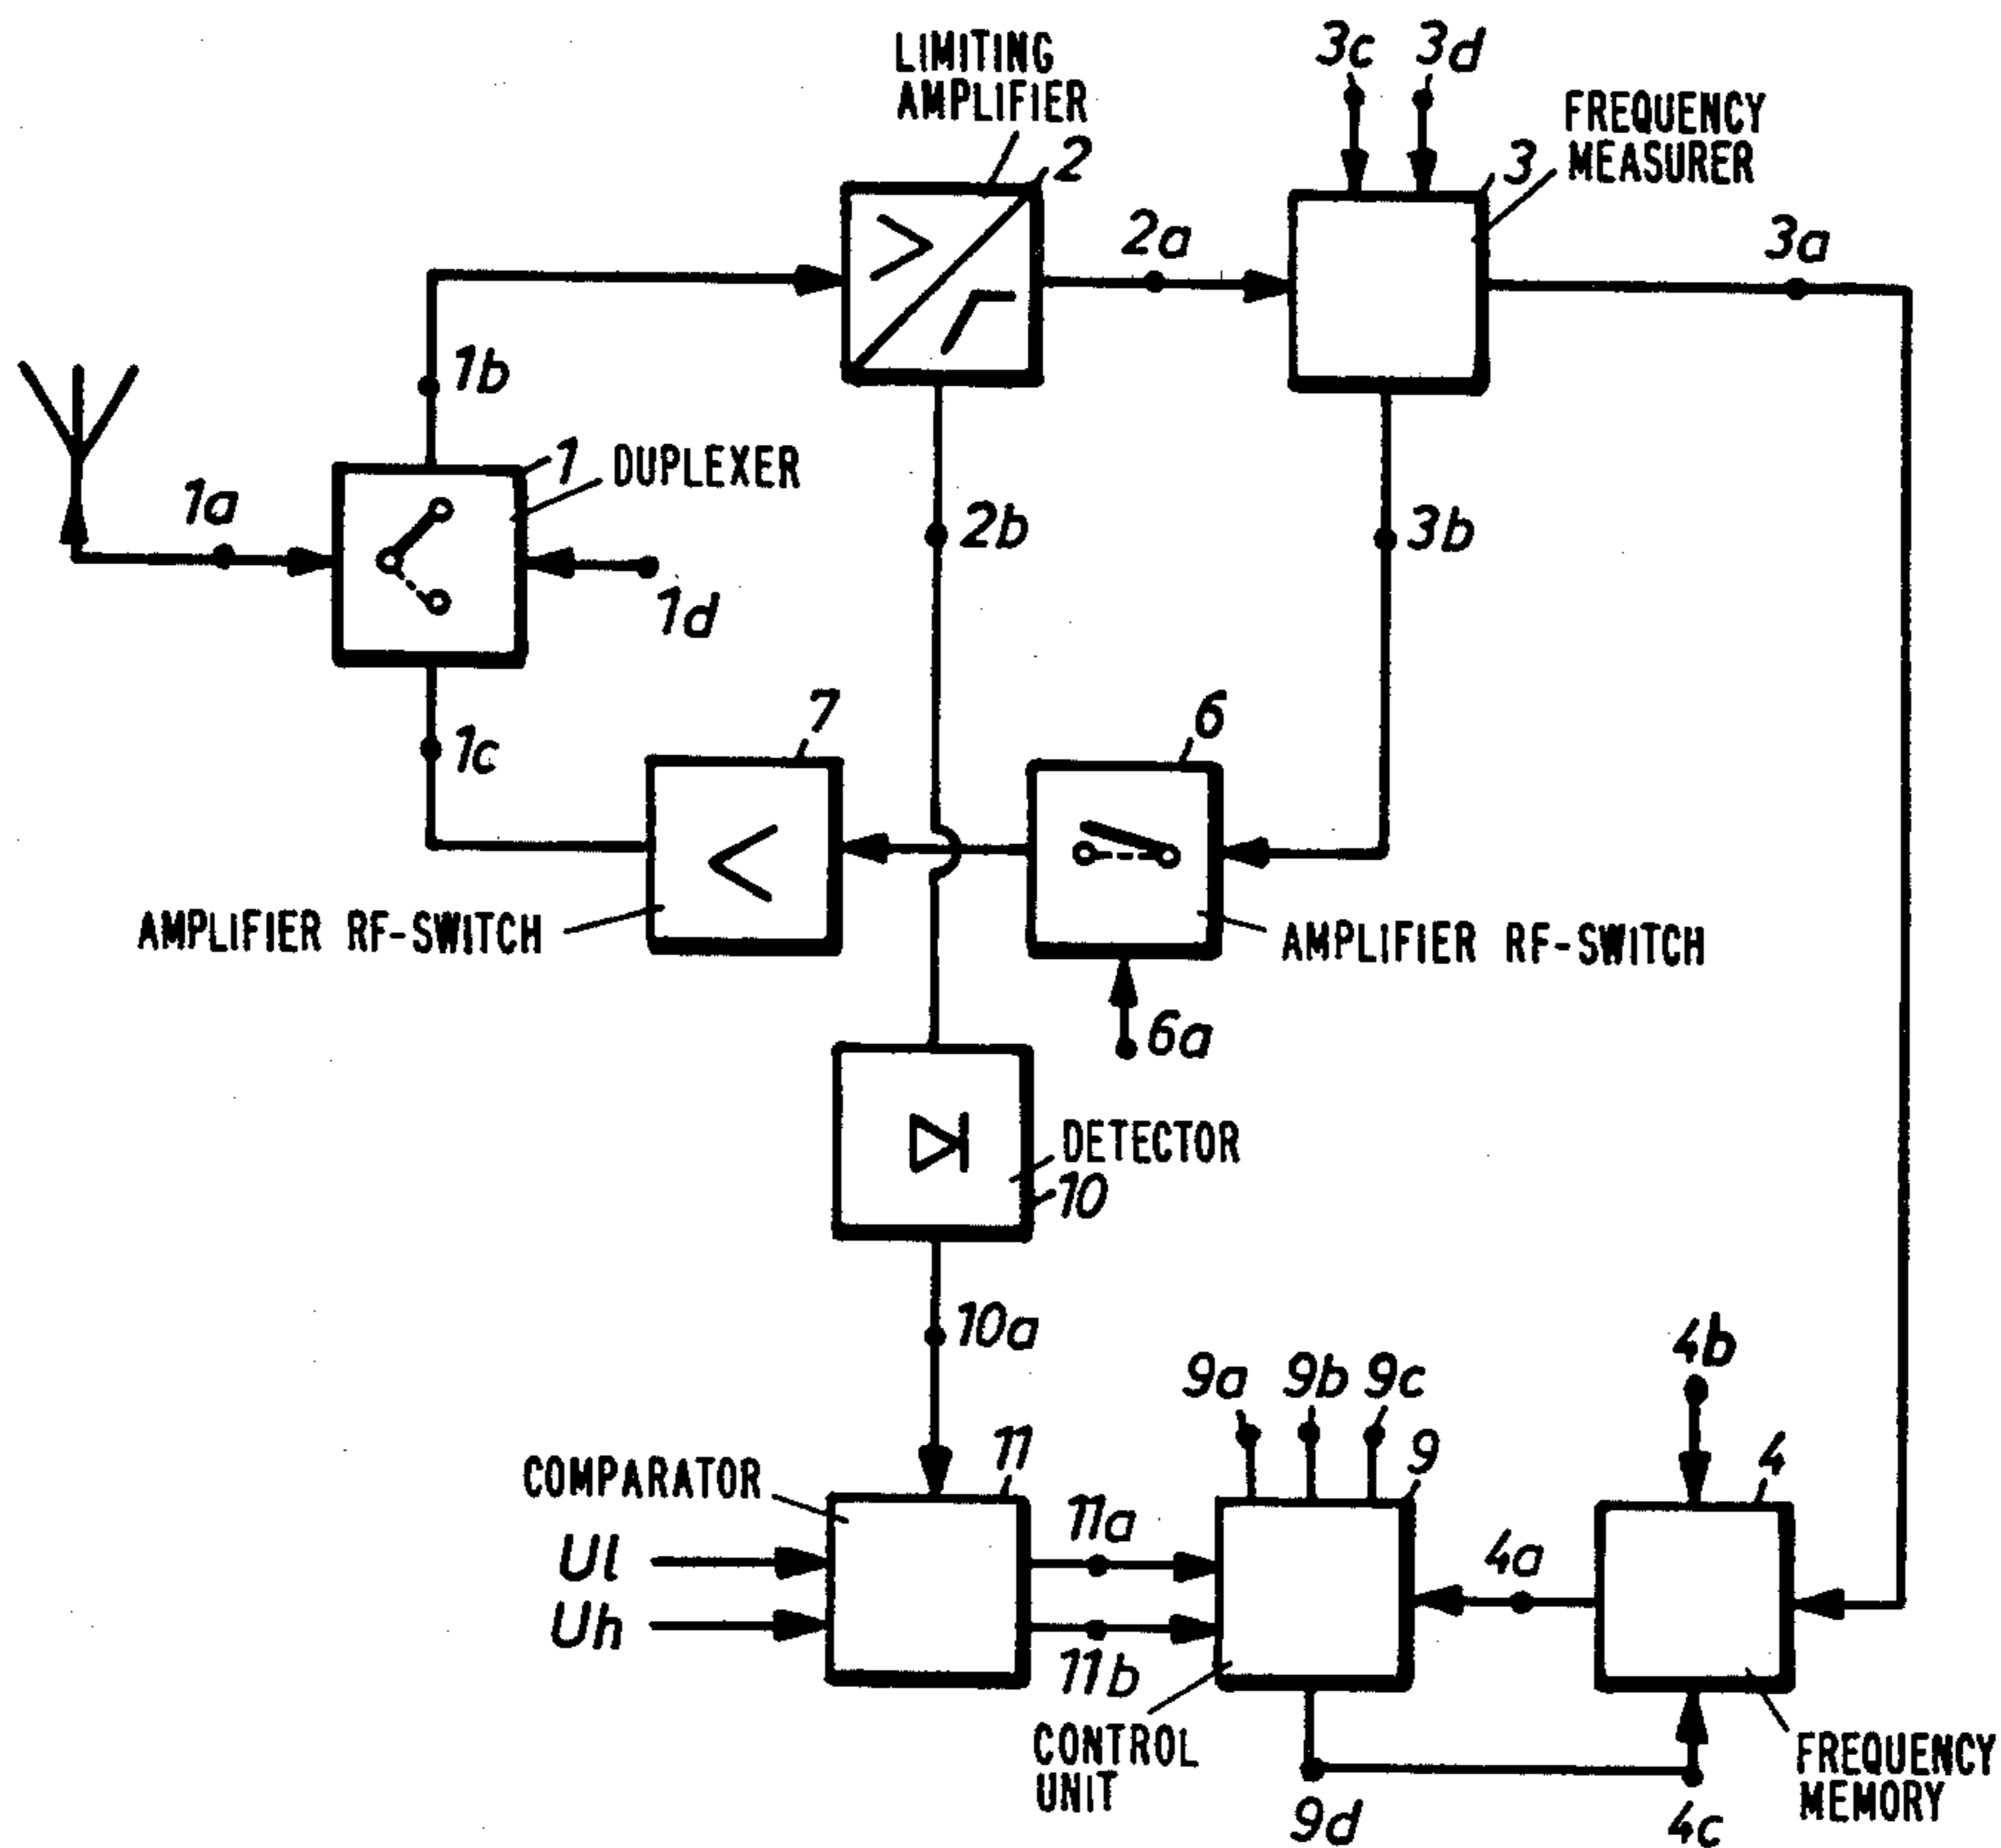 LIMITING
AMPLIFIER
2
3c
3d
FREQUENCY
MEASURER
3
2a
3a
1b
1
DUPLEXER
1a
1d
2b
3b
1c
7
6
AMPLIFIER RF-SWITCH
AMPLIFIER RF-SWITCH
6a
DETECTOR
10
10a
4b
9a
9b
9c
9
4
COMPARATOR
11
11a
4a
Ul
Uh
11b
CONTROL
UNIT
9d
4c
FREQUENCY
MEMORY